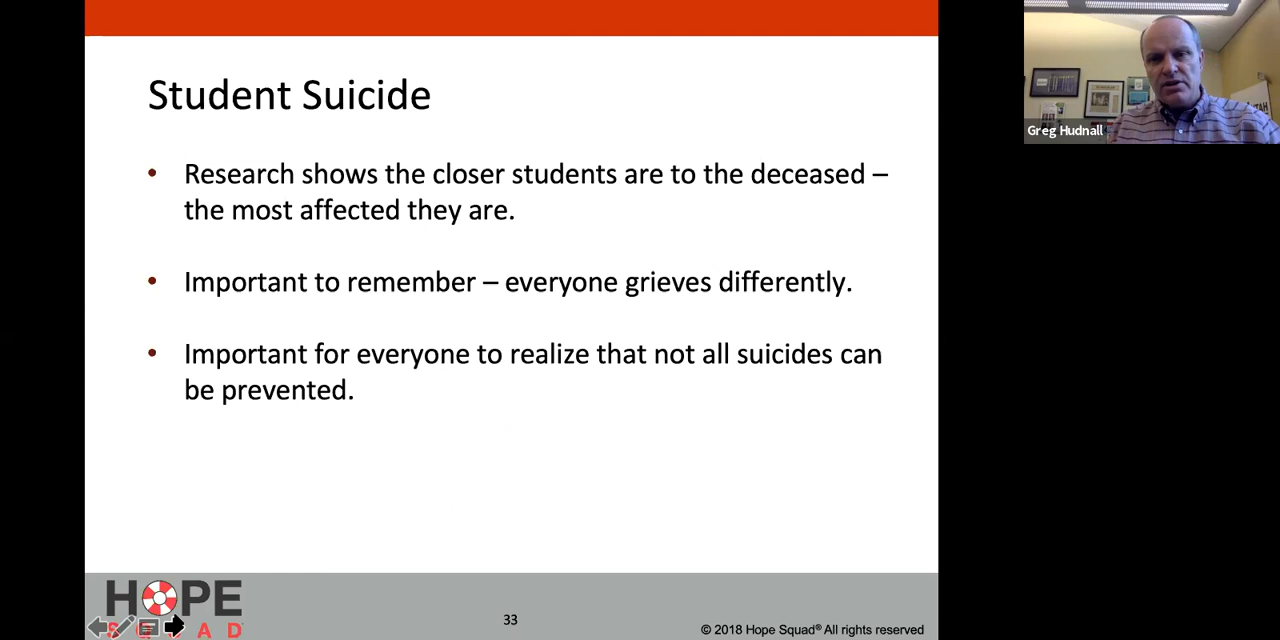 Student Suicide
• Research shows the closer students are to the deceased –
the most affected they are.
• Important to remember – everyone grieves differently.
• Important for everyone to realize that not all suicides can
be prevented.
HOPE
SQUAD
33
© 2018 Hope Squad® All rights reserved
Greg Hudnall